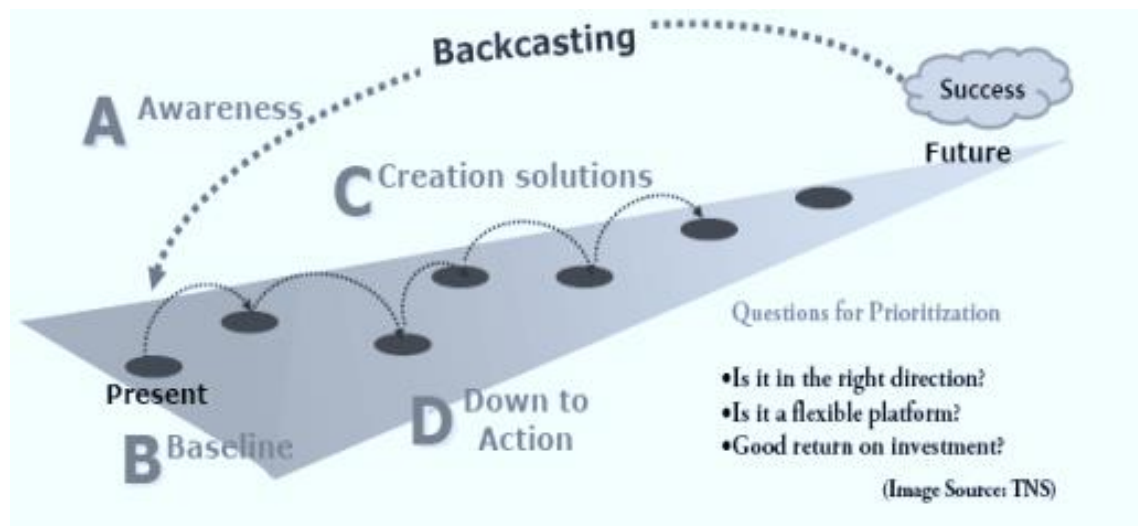 Backcasting
Success
Future
A Awareness
C Creation solutions
Present
B Baseline
D Down to
Action
Questions for Prioritization
•Is it in the right direction?
•Is it a flexible platform?
•Good return on investment?
(Image Source: TNS)